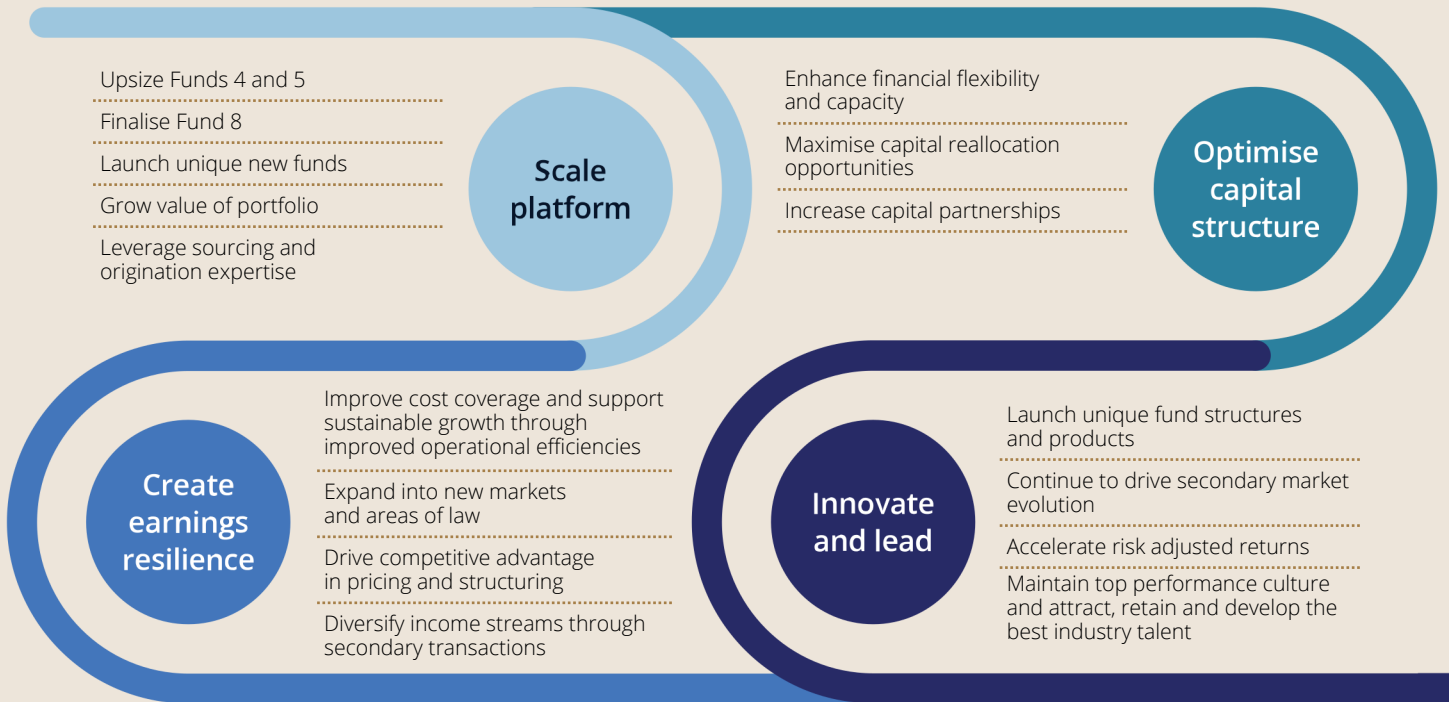 Upsize Funds 4 and 5
Finalise Fund 8
Launch unique new funds
Grow value of portfolio
Leverage sourcing and
origination expertise
Scale
platform
Enhance financial flexibility
and capacity
Maximise capital reallocation
opportunities
Increase capital partnerships
Optimise
capital
structure
Create
earnings
resilience
Improve cost coverage and support
sustainable growth through
improved operational efficiencies
Expand into new markets
and areas of law
Drive competitive advantage
in pricing and structuring
Diversify income streams through
secondary transactions
Innovate
and lead
Launch unique fund structures
and products
Continue to drive secondary market
evolution
Accelerate risk adjusted returns
Maintain top performance culture
and attract, retain and develop the
best industry talent